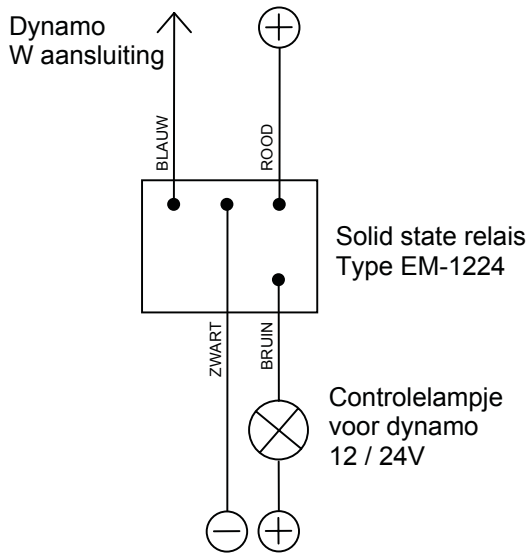 Dynamo
W aansluiting
BLAUW
ROOD
Solid state relais
Type EM-1224
ZWART
BRUIN
Controlelampje
voor dynamo
12 / 24V